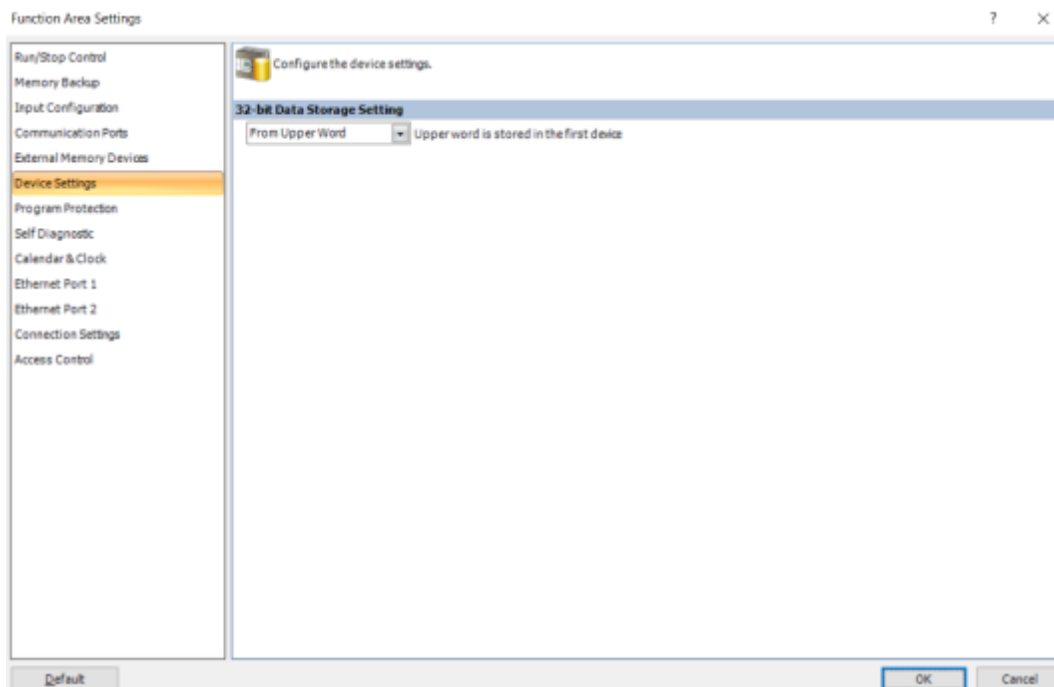 Function Area Settings
?
Run/Stop Control
Memory Backup
Input Configuration
Communication Ports
External Memory Devices
Device Settings
Program Protection
Self Diagnostic
Calendar & Clock
Ethernet Port 1
Ethernet Port 2
Connection Settings
Access Control
Configure the device settings.
32-bit Data Storage Setting
From Upper Word Upper word is stored in the first device
Default OK Cancel